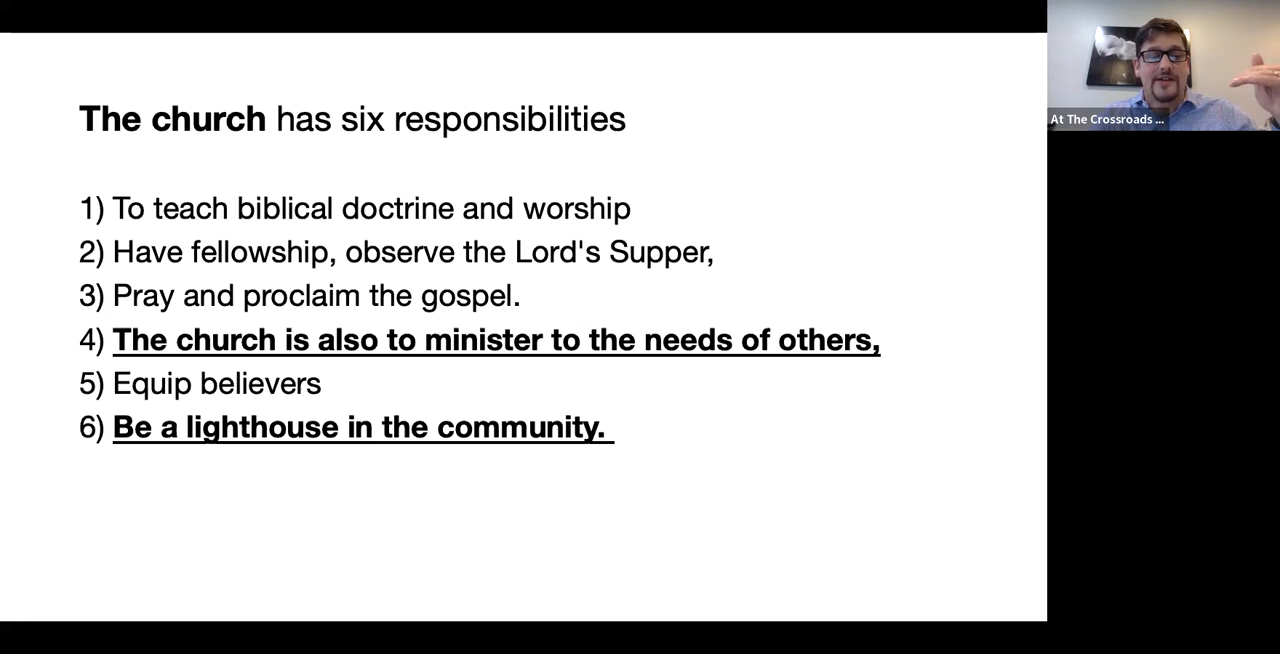 The church has six responsibilities
1) To teach biblical doctrine and worship
2) Have fellowship, observe the Lord's Supper,
3) Pray and proclaim the gospel.
4) The church is also to minister to the needs of others,
5) Equip believers
6) Be a lighthouse in the community.
At The Crossroads ...